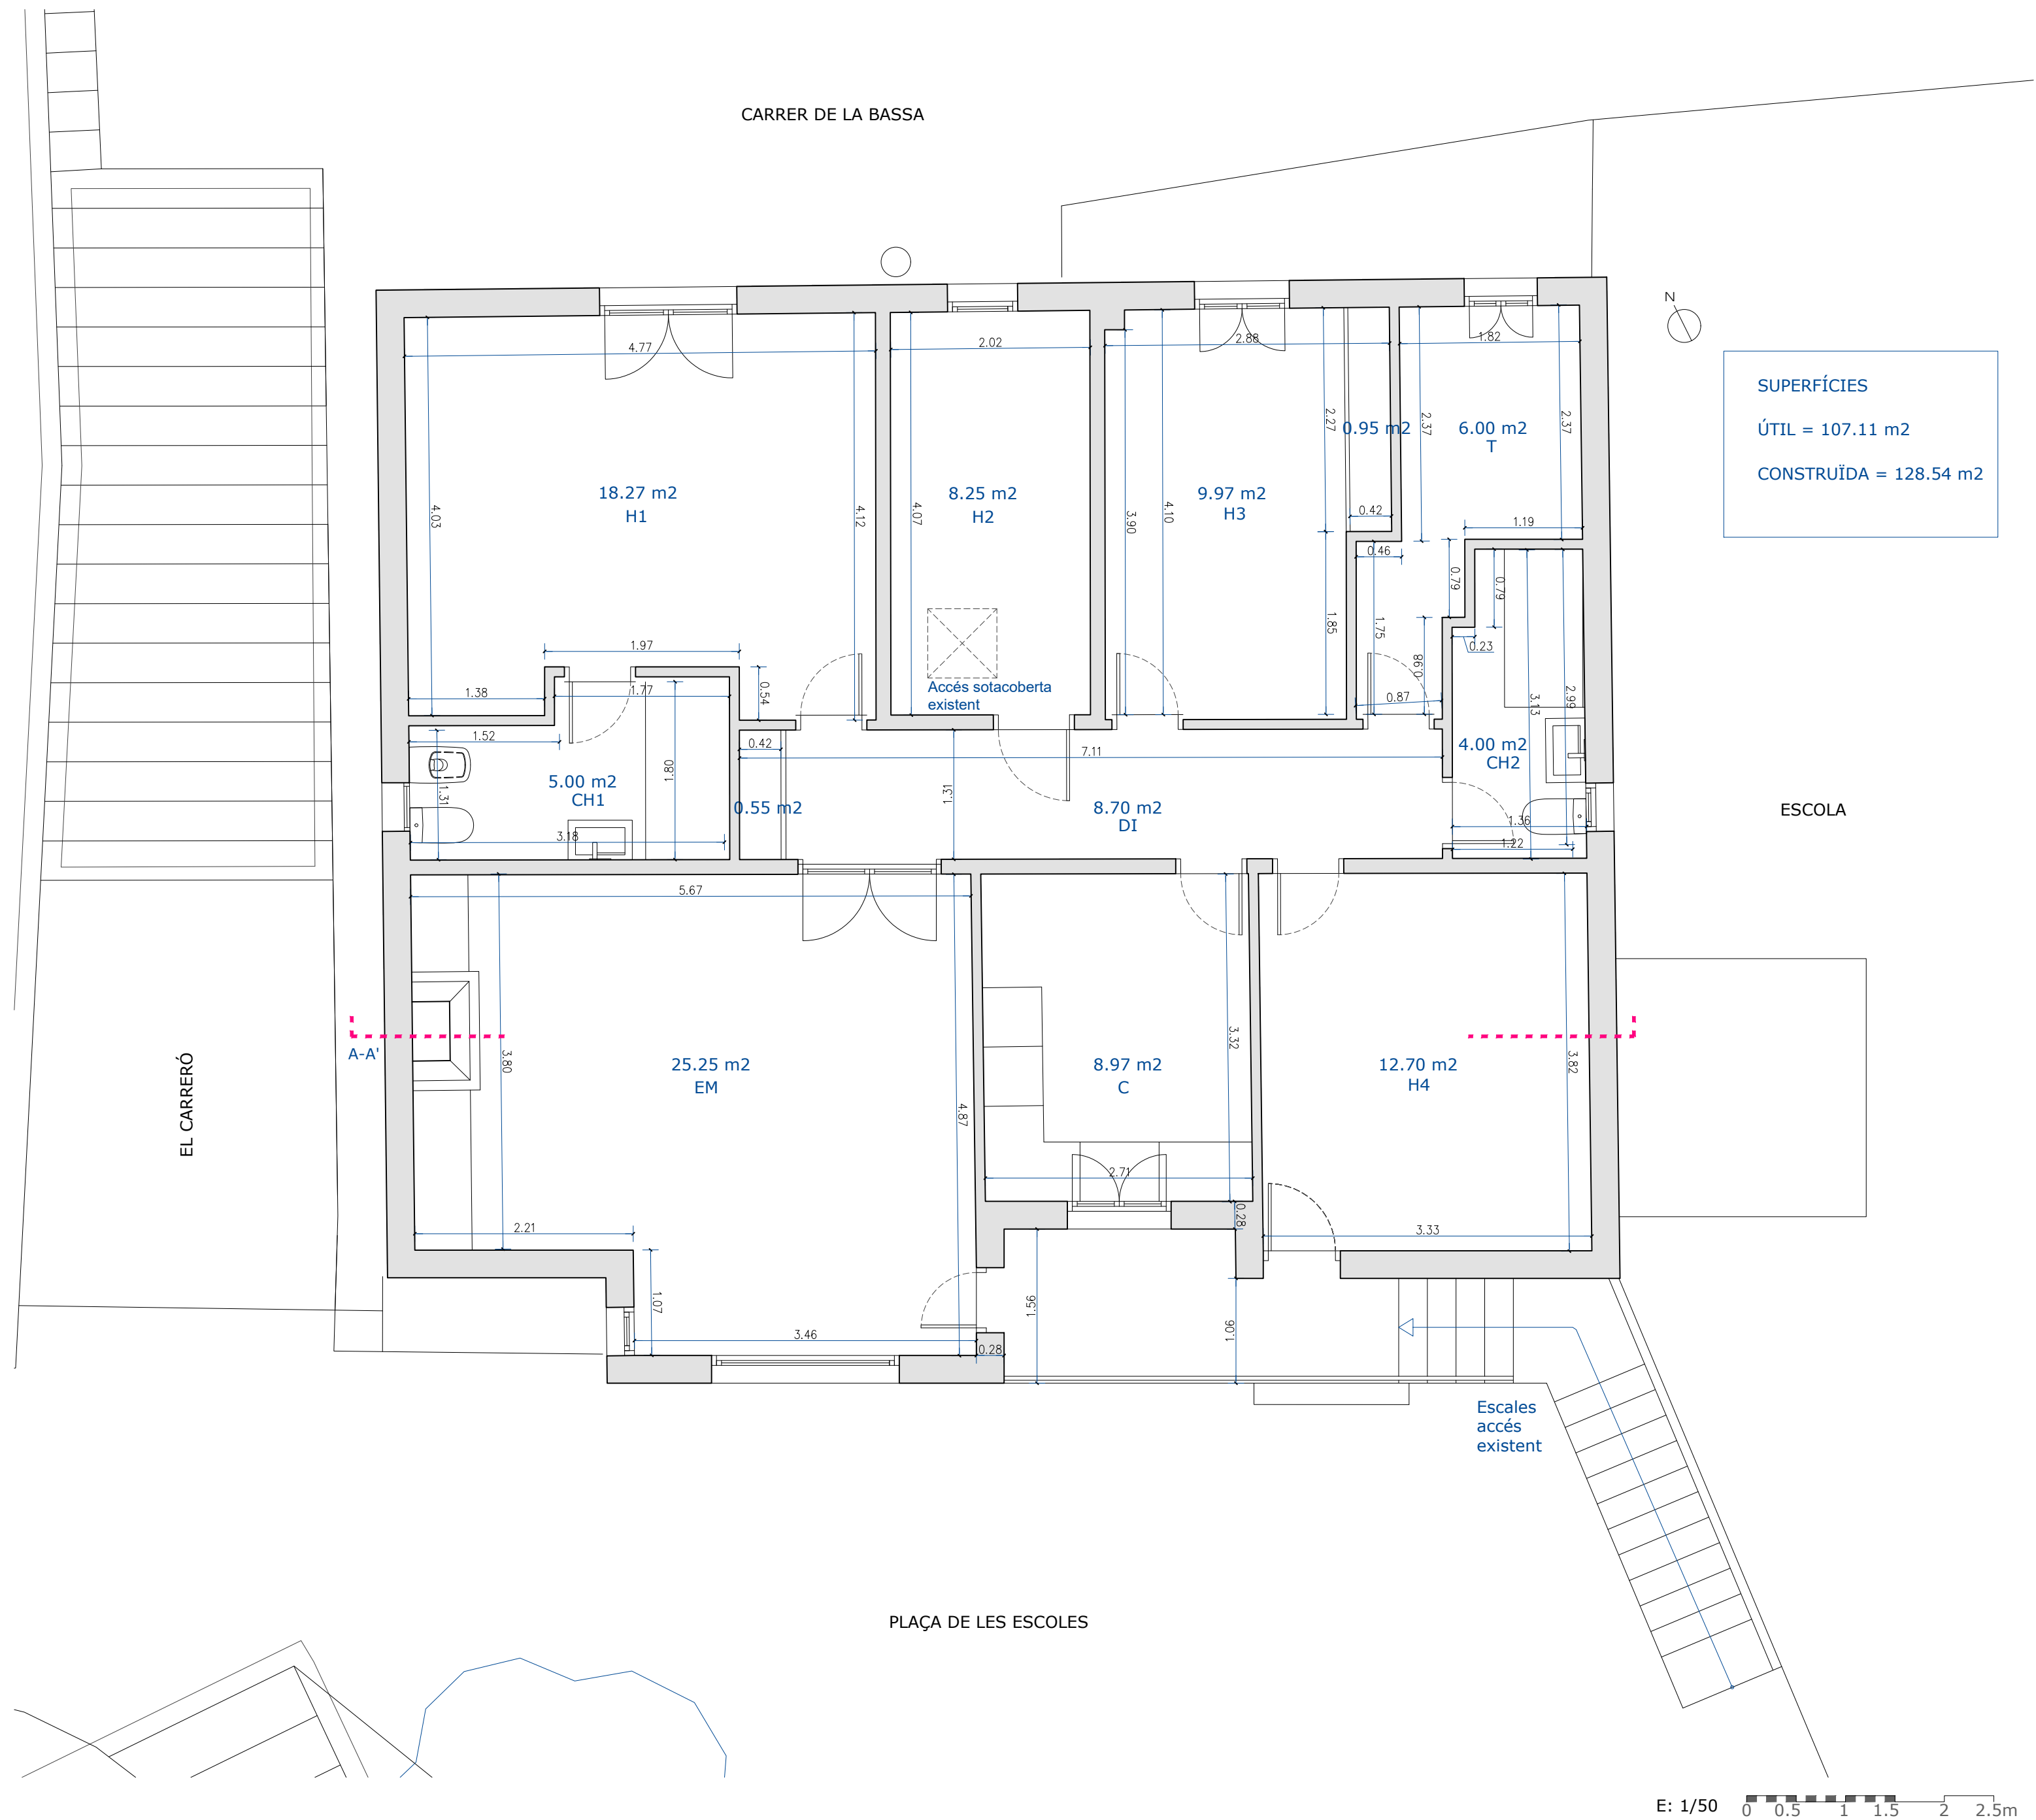 CARRER DE LA BASSA
N
SUPERFÍCIES
ÚTIL = 107.11 m2
CONSTRUÏDA = 128.54 m2
4.77
2.02
2.88
1.82
4.03
4.12
4.07
3.90
4.10
2.27
2.37
2.37
0.95 m2
6.00 m2
T
18.27 m2
H1
8.25 m2
H2
9.97 m2
H3
0.42
0.46
1.19
0.79
0.79
1.85
1.75
0.98
0.23
0.87
3.13
2.99
1.97
1.38
1.77
0.54
Accés sotacoberta
existent
1.52
1.31
1.80
5.00 m2
CH1
3.18
0.42
0.55 m2
1.31
7.11
8.70 m2
DI
4.00 m2
CH2
1.36
1.22
ESCOLA
5.67
3.80
4.87
3.32
3.82
A-A'
EL CARRERÓ
25.25 m2
EM
8.97 m2
C
12.70 m2
H4
2.71
0.28
2.21
3.33
1.07
1.56
1.06
3.46
0.28
Escales
accés
existent
PLAÇA DE LES ESCOLES
E: 1/50
0 0.5 1 1.5 2 2.5m